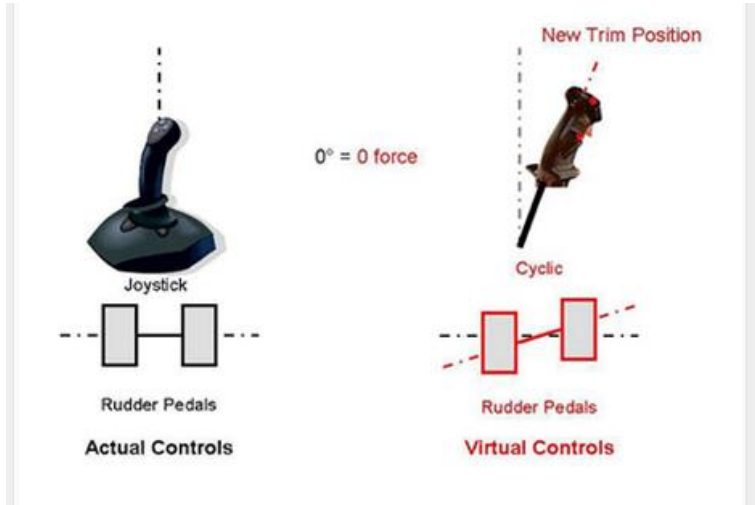 New Trim Position
0° = 0 force
Joystick
Cyclic
Rudder Pedals
Rudder Pedals
Actual Controls
Virtual Controls